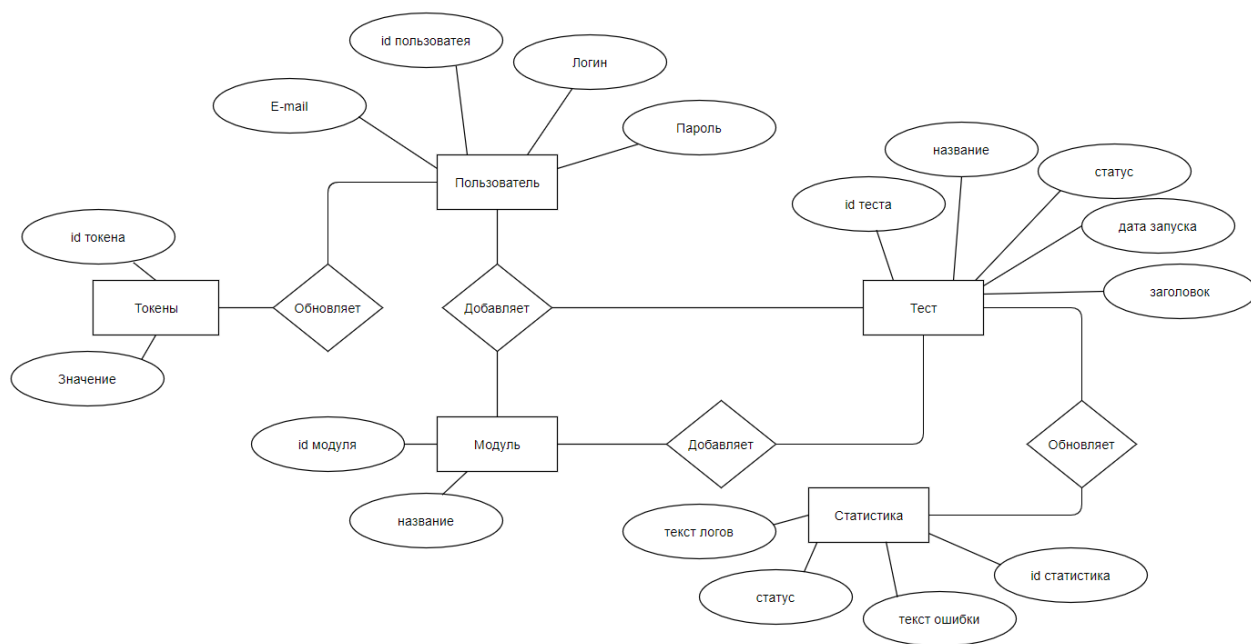 id пользоватея
Логин
E-mail
Пароль
название
Пользователь
статус
id теста
дата запуска
id токена
заголовок
Токены
Обновляет
Добавляет
Тест
Значение
id модуля
Модуль
Добавляет
Обновляет
название
Статистика
текст логов
id статистика
статус
текст ошибки